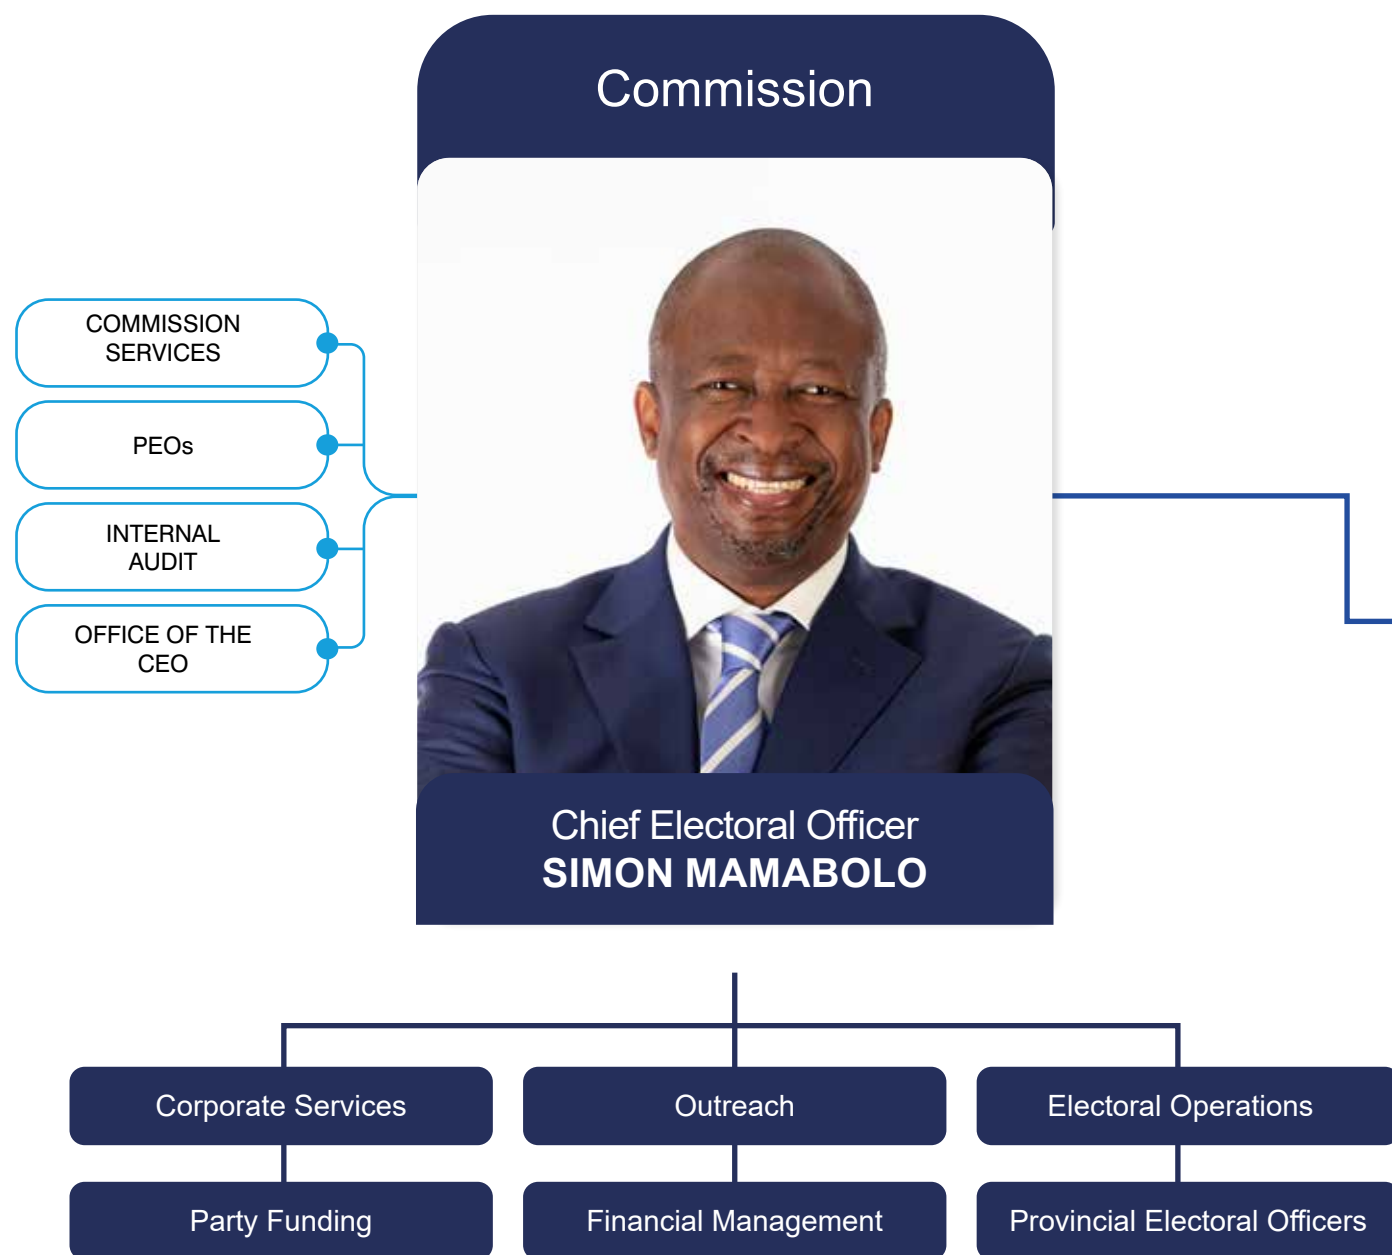 Commission
COMMISSION
SERVICES
PEOs
INTERNAL
AUDIT
OFFICE OF THE
CEO
Chief Electoral Officer
SIMON MAMABOLO
Corporate Services
Outreach
Electoral Operations
Party Funding
Financial Management
Provincial Electoral Officers